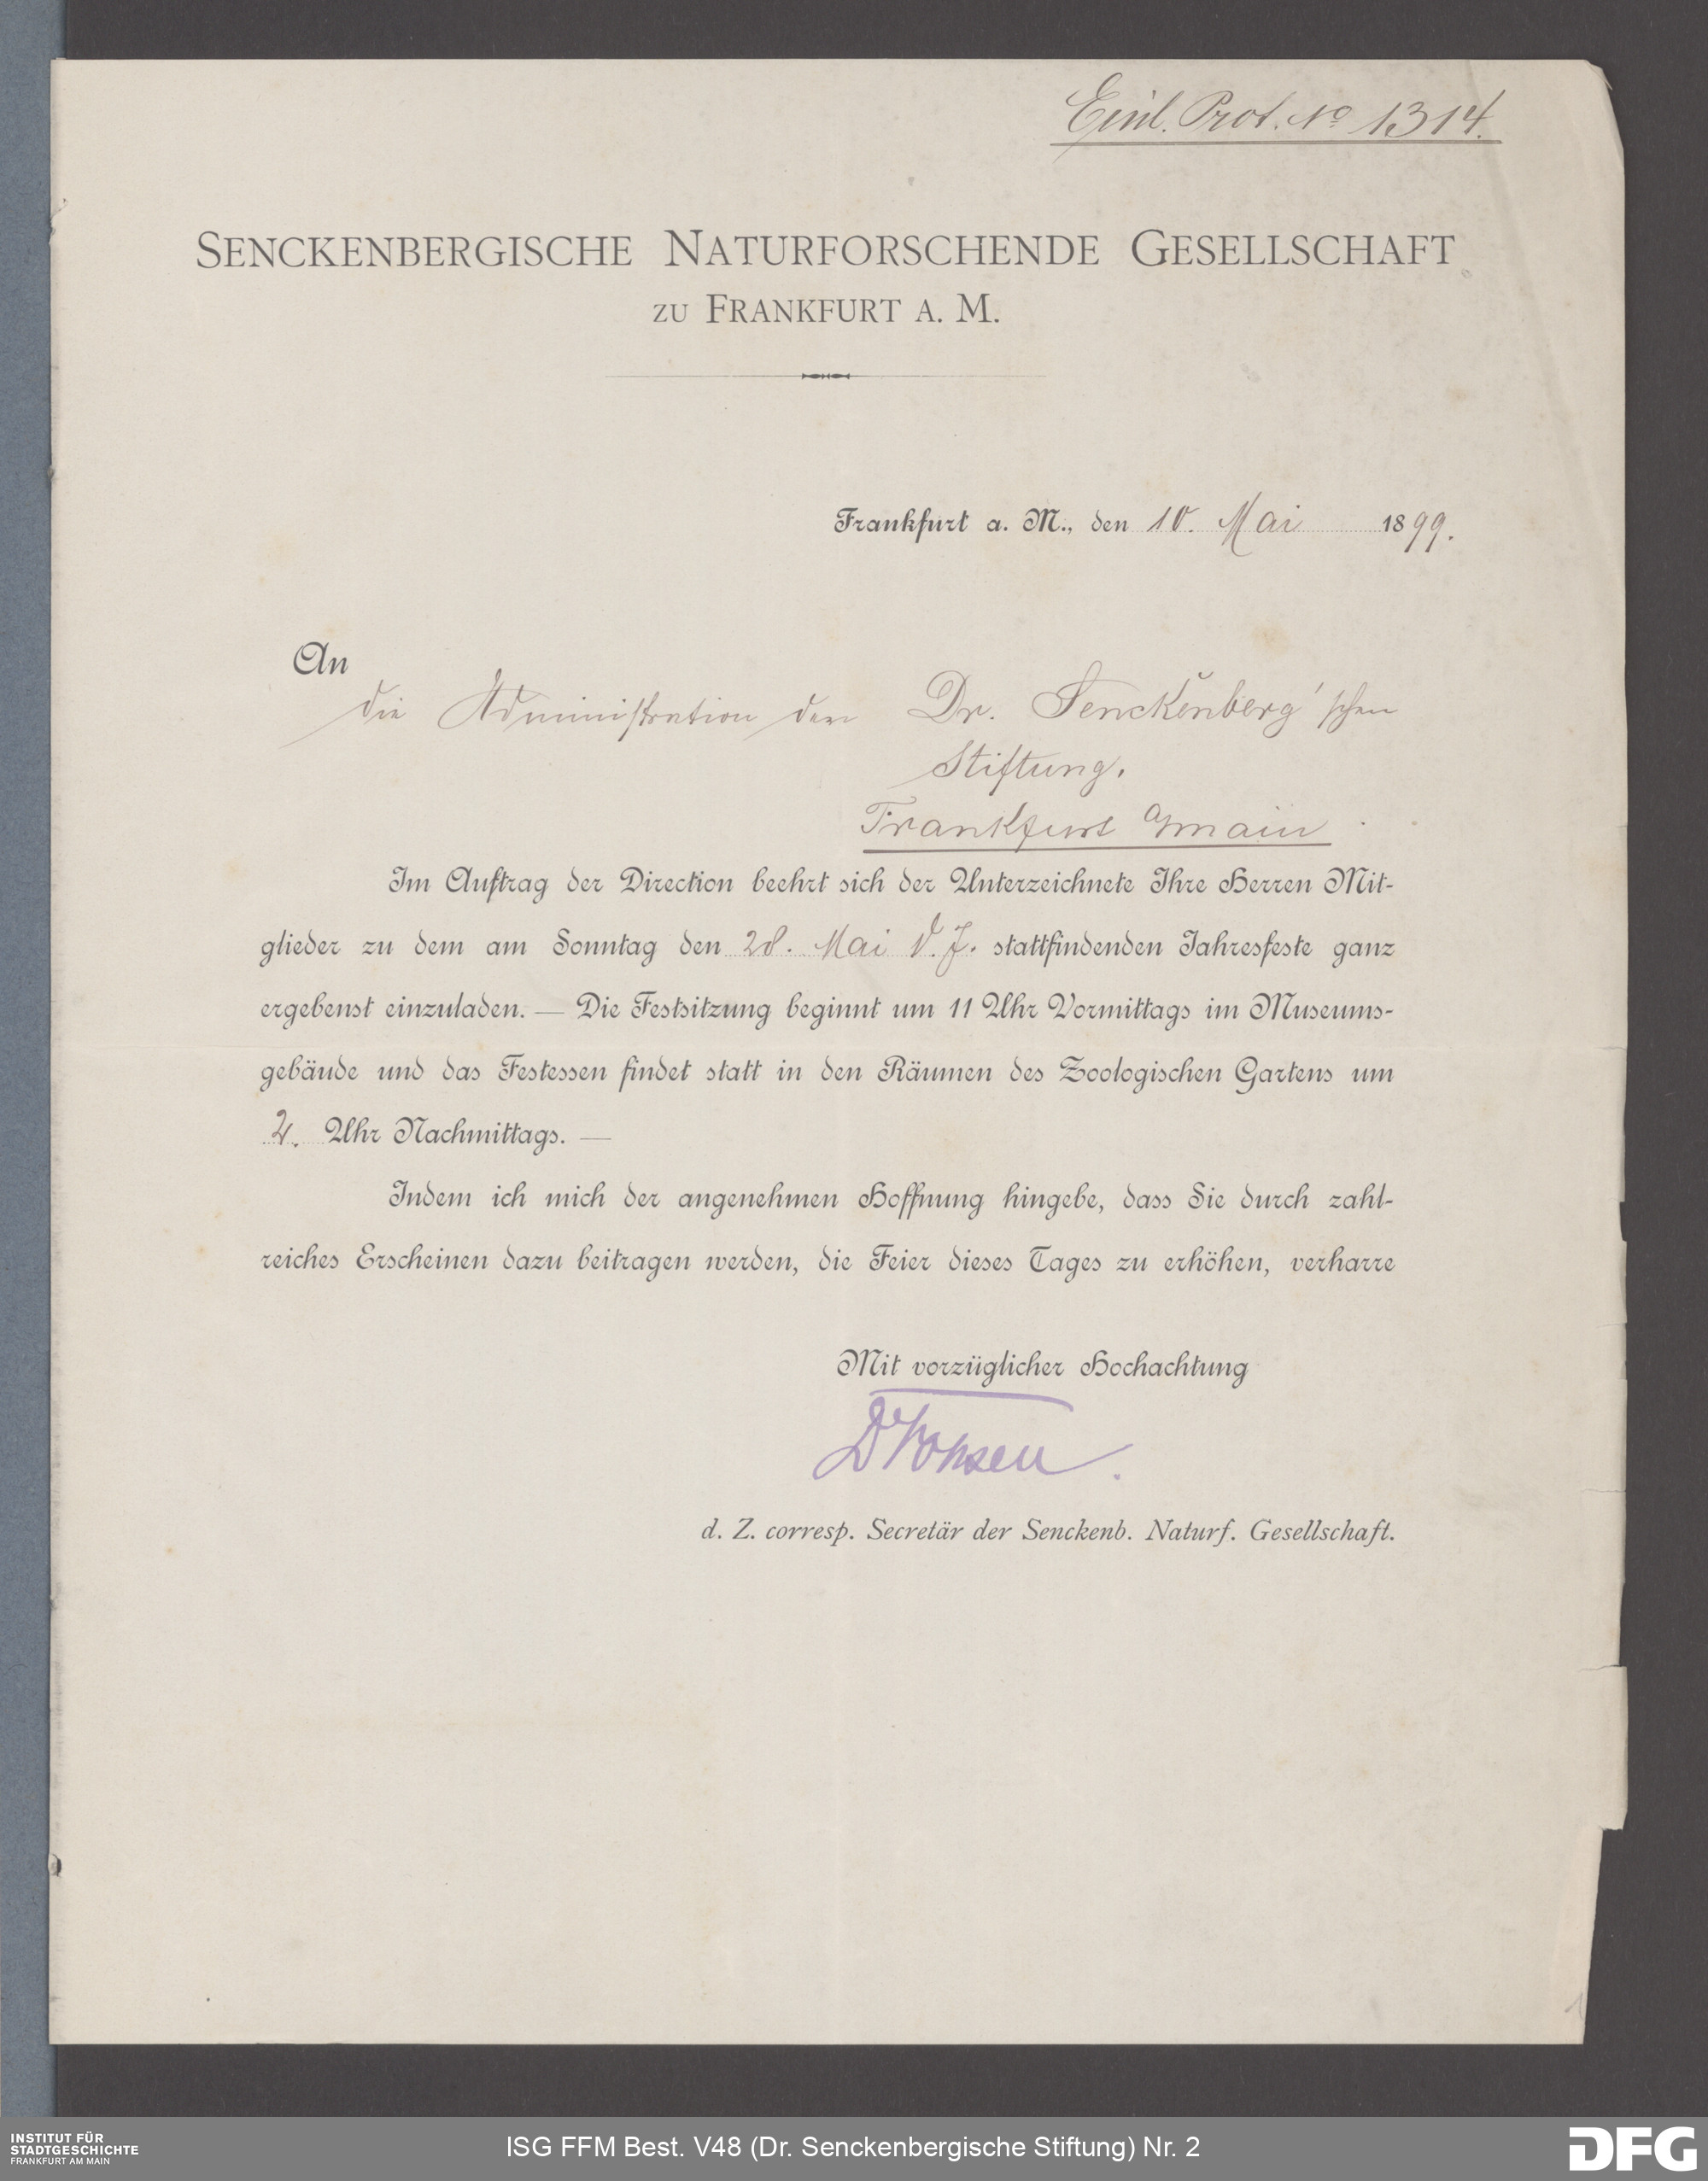 Einl. Prot. No 1314.
SENCKENBERGISCHE NATURFORSCHENDE GESELLSCHAFT
ZU FRANKFURT A. M.
Frankfurt a. M., den 10. Mai 1899.
An
die Administration der Dr. Senckenberg'schen
Stiftung.
Frankfurt a/main
Im Auftrag der Direction beehrt sich der Unterzeichnete Ihre Herren Mit-
glieder zu dem am Sonntag den 28. Mai d. J. stattfindenden Jahresfeste ganz
ergebenst einzuladen. — Die Festsitzung beginnt um 11 Uhr Vormittags im Museums-
gebäude und das Festessen findet statt in den Räumen des Zoologischen Gartens um
2. Uhr Nachmittags. —
Indem ich mich der angenehmen Hoffnung hingebe, dass Sie durch zahl-
reiches Erscheinen dazu beitragen werden, die Feier dieses Tages zu erhöhen, verharre
Mit vorzüglicher Hochachtung
d. Z. corresp. Secretär der Senckenb. Naturf. Gesellschaft.
INSTITUT FÜR
STADTGESCHICHTE
FRANKFURT AM MAIN
ISG FFM Best. V48 (Dr. Senckenbergische Stiftung) Nr. 2
DFG